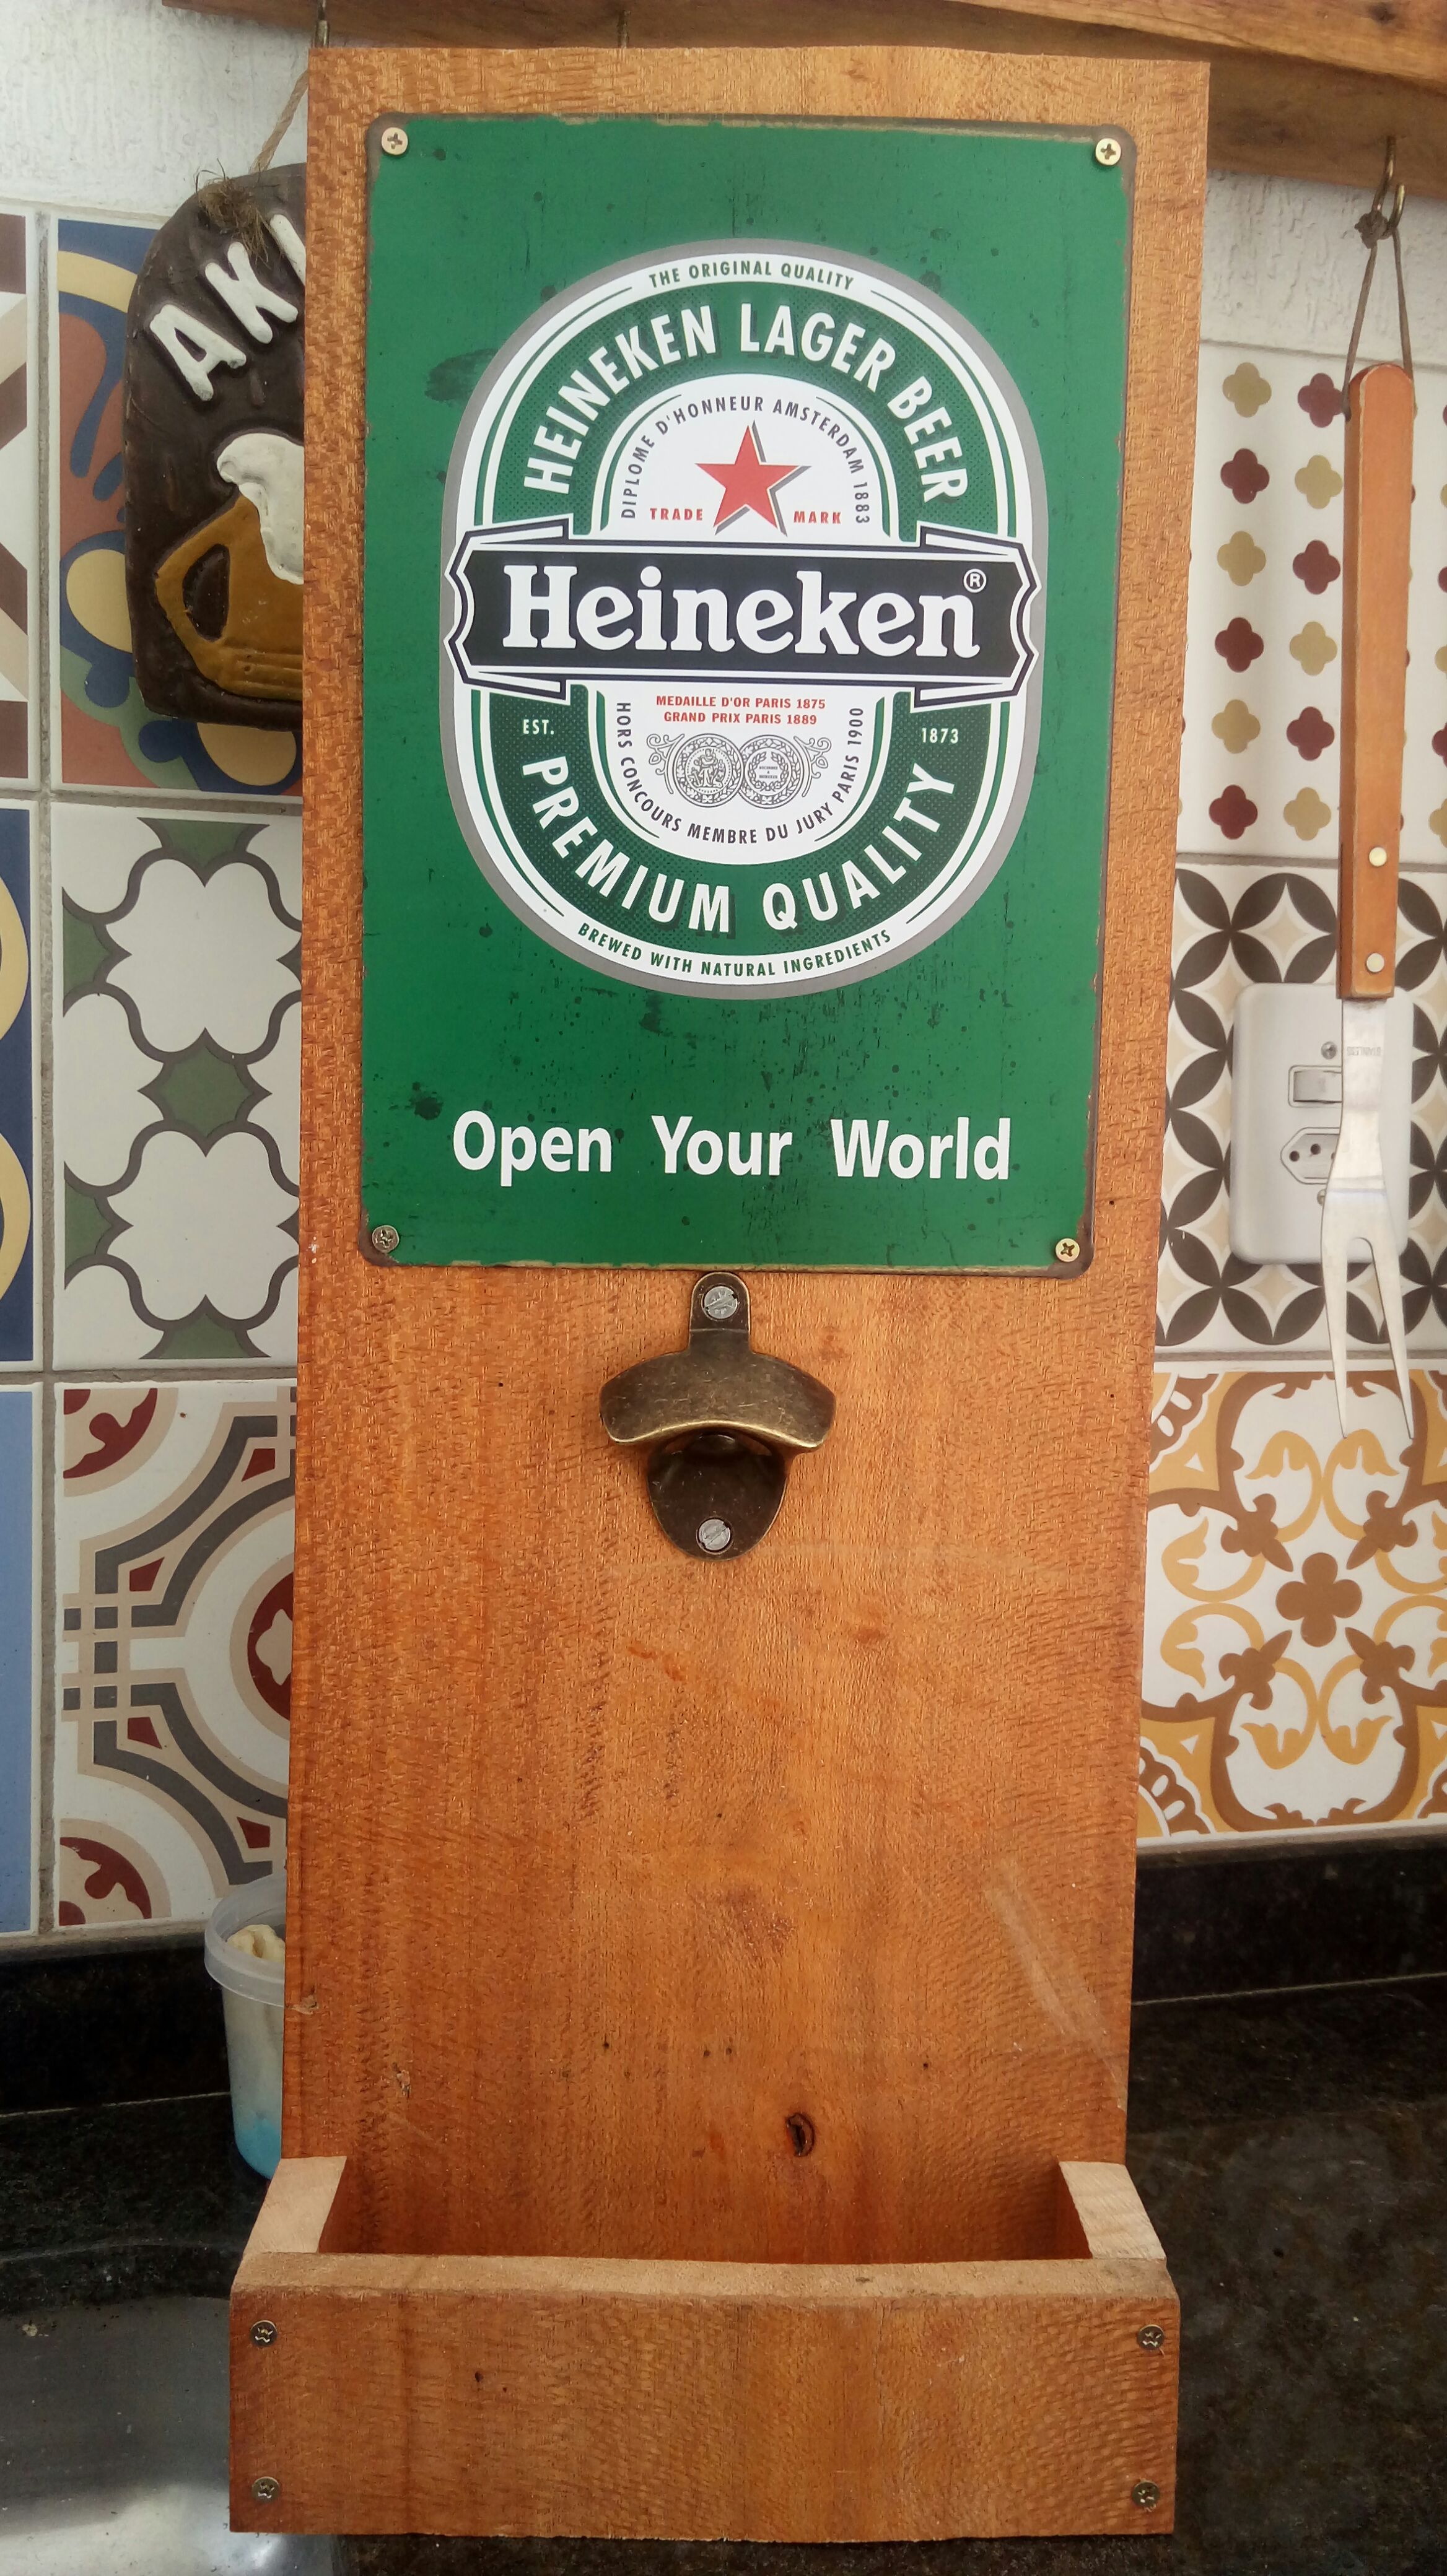 AKI
THE ORIGINAL QUALITY
HEINEKEN LAGER BEER
DIPLOME D'HONNEUR AMSTERDAM 1883
TRADE MARK
Heineken®
MEDAILLE D'OR PARIS 1875
GRAND PRIX PARIS 1889
HORS CONCOURS MEMBRE DU JURY PARIS 1900
EST. 1873
PREMIUM QUALITY
BREWED WITH NATURAL INGREDIENTS
Open Your World